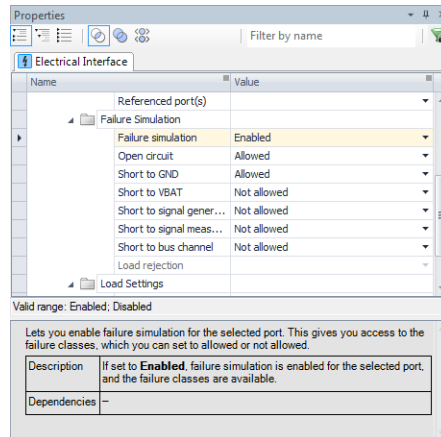 Properties
Filter by name
Electrical Interface
Name Value
Referenced port(s)
Failure Simulation
Failure simulation Enabled
Open circuit Allowed
Short to GND Allowed
Short to VBAT Not allowed
Short to signal gener... Not allowed
Short to signal meas... Not allowed
Short to bus channel Not allowed
Load rejection
Load Settings
Valid range: Enabled; Disabled
Lets you enable failure simulation for the selected port. This gives you access to the
failure classes, which you can set to allowed or not allowed.
Description If set to Enabled, failure simulation is enabled for the selected port,
and the failure classes are available.
Dependencies –